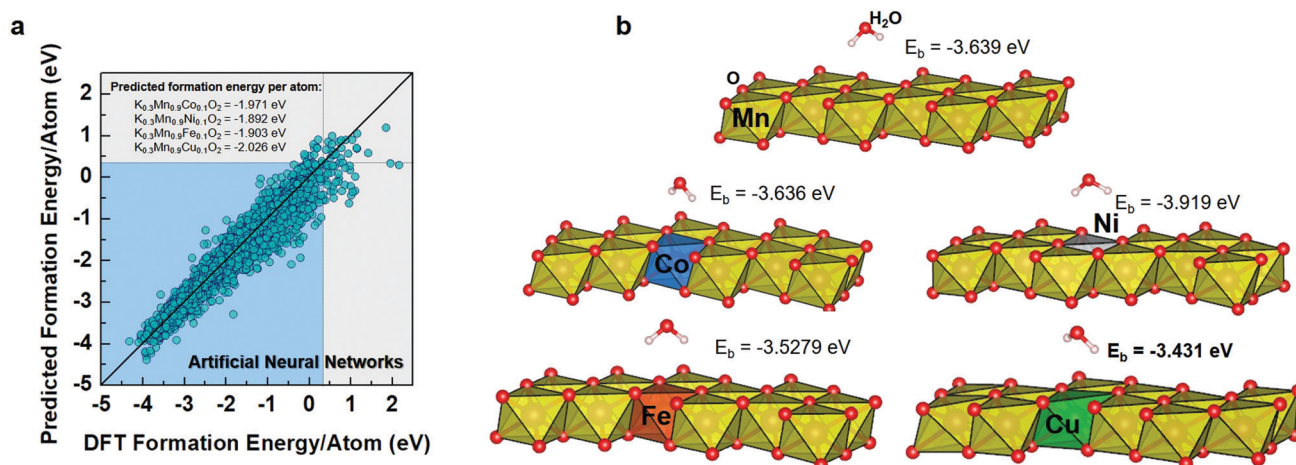 a
Predicted Formation Energy/Atom (eV)
2
1
0
-1
-2
-3
-4
-5
Predicted formation energy per atom:
K0.3Mn0.9Co0.1O2 = -1.971 eV
K0.3Mn0.9Ni0.1O2 = -1.892 eV
K0.3Mn0.9Fe0.1O2 = -1.903 eV
K0.3Mn0.9Cu0.1O2 = -2.026 eV
Artificial Neural Networks
-5 -4 -3 -2 -1 0 1 2
DFT Formation Energy/Atom (eV)
b
H2O
Eb = -3.639 eV
O
Mn
Eb = -3.636 eV
Co
Eb = -3.919 eV
Ni
Eb = -3.5279 eV
Fe
Eb = -3.431 eV
Cu